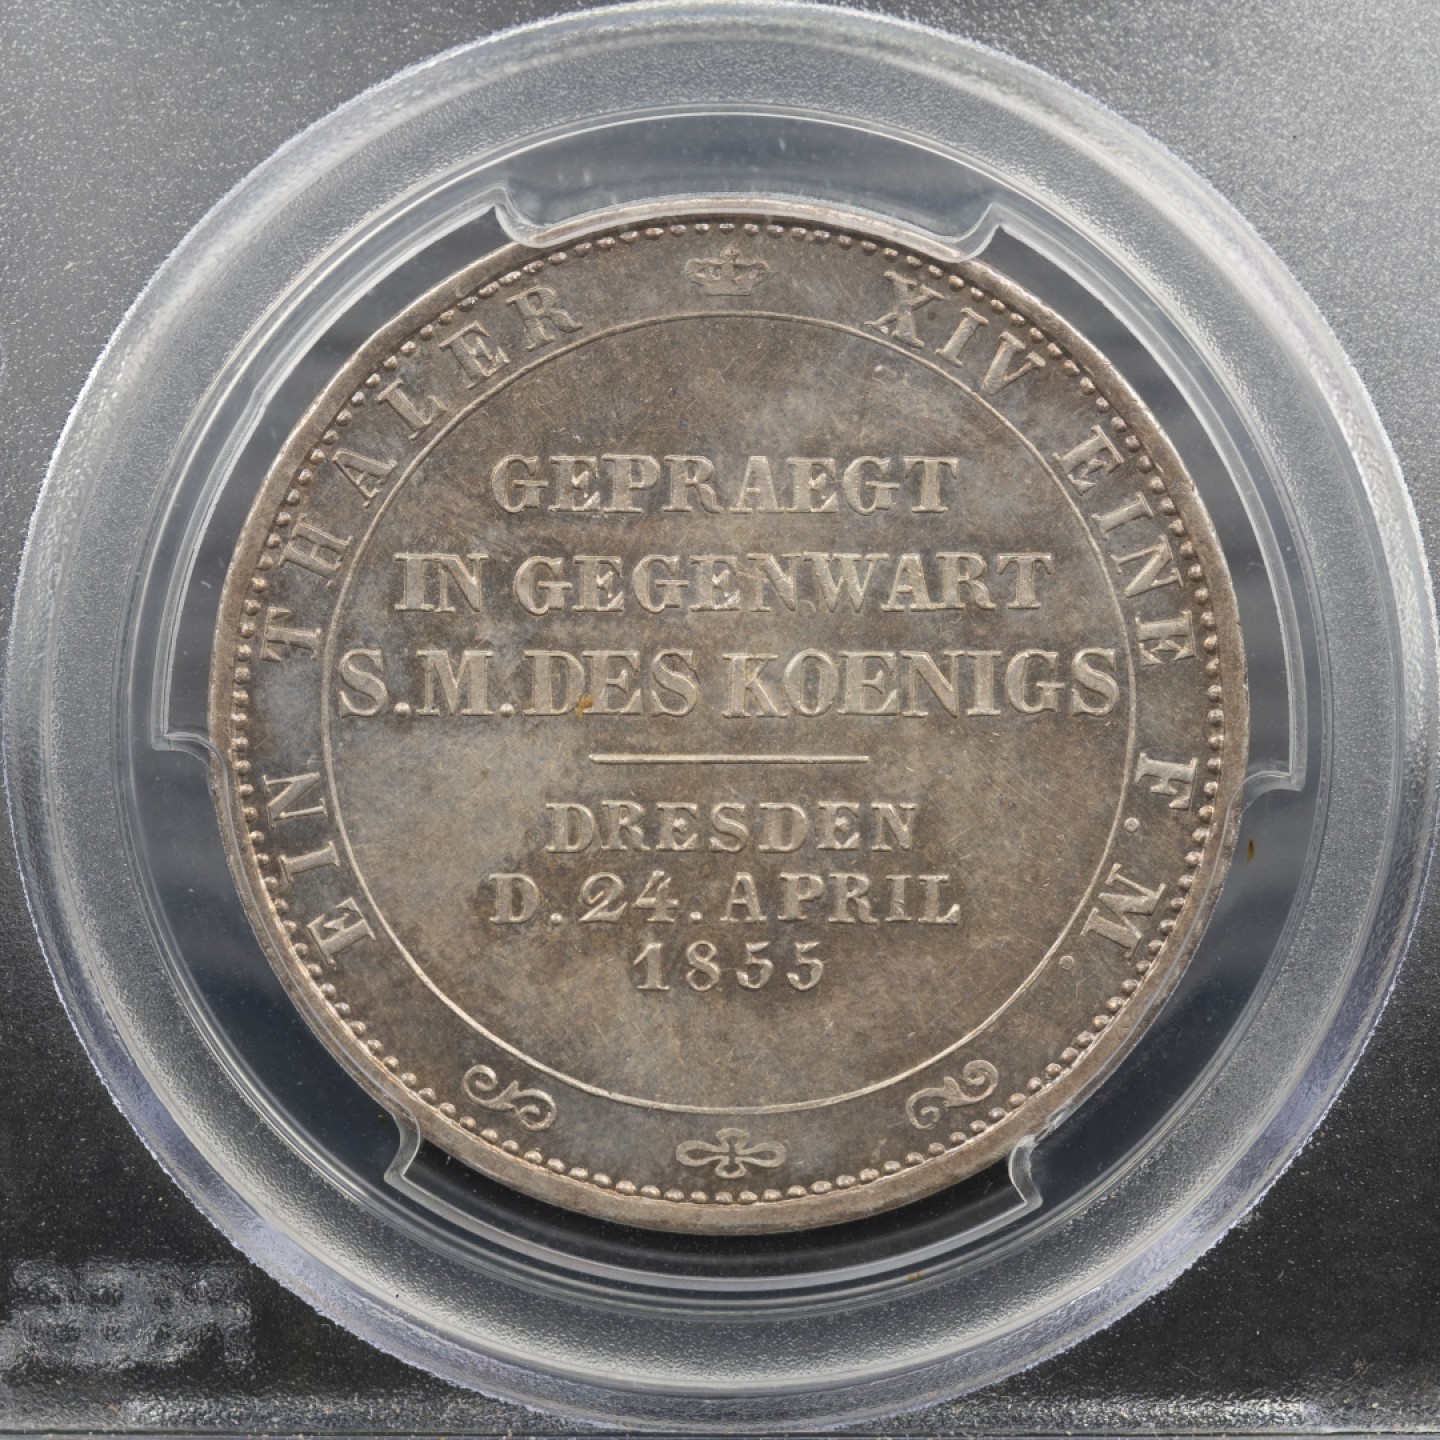 EIN THALER XIV EINE F.M.
GEPRAEGT
IN GEGENWART
S.M.DES KOENIGS
DRESDEN
D.24.APRIL
1855